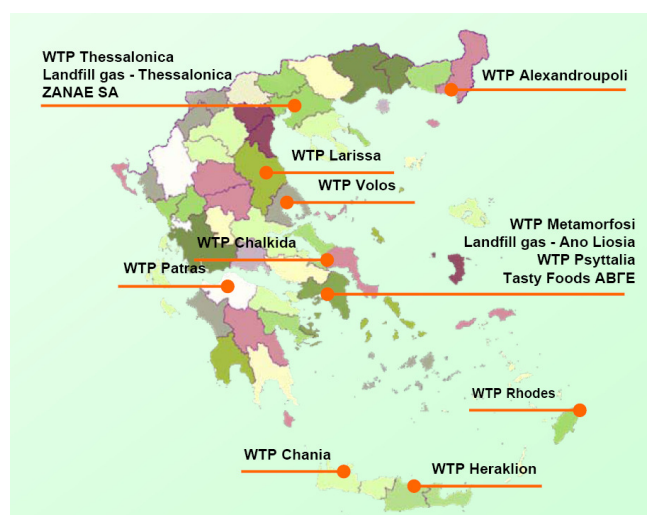 WTP Thessalonica
Landfill gas - Thessalonica
ZANAE SA
WTP Alexandroupoli
WTP Larissa
WTP Volos
WTP Metamorfosi
Landfill gas - Ano Liosia
WTP Psyttalia
Tasty Foods ΑΒΓΕ
WTP Chalkida
WTP Patras
WTP Rhodes
WTP Chania
WTP Heraklion